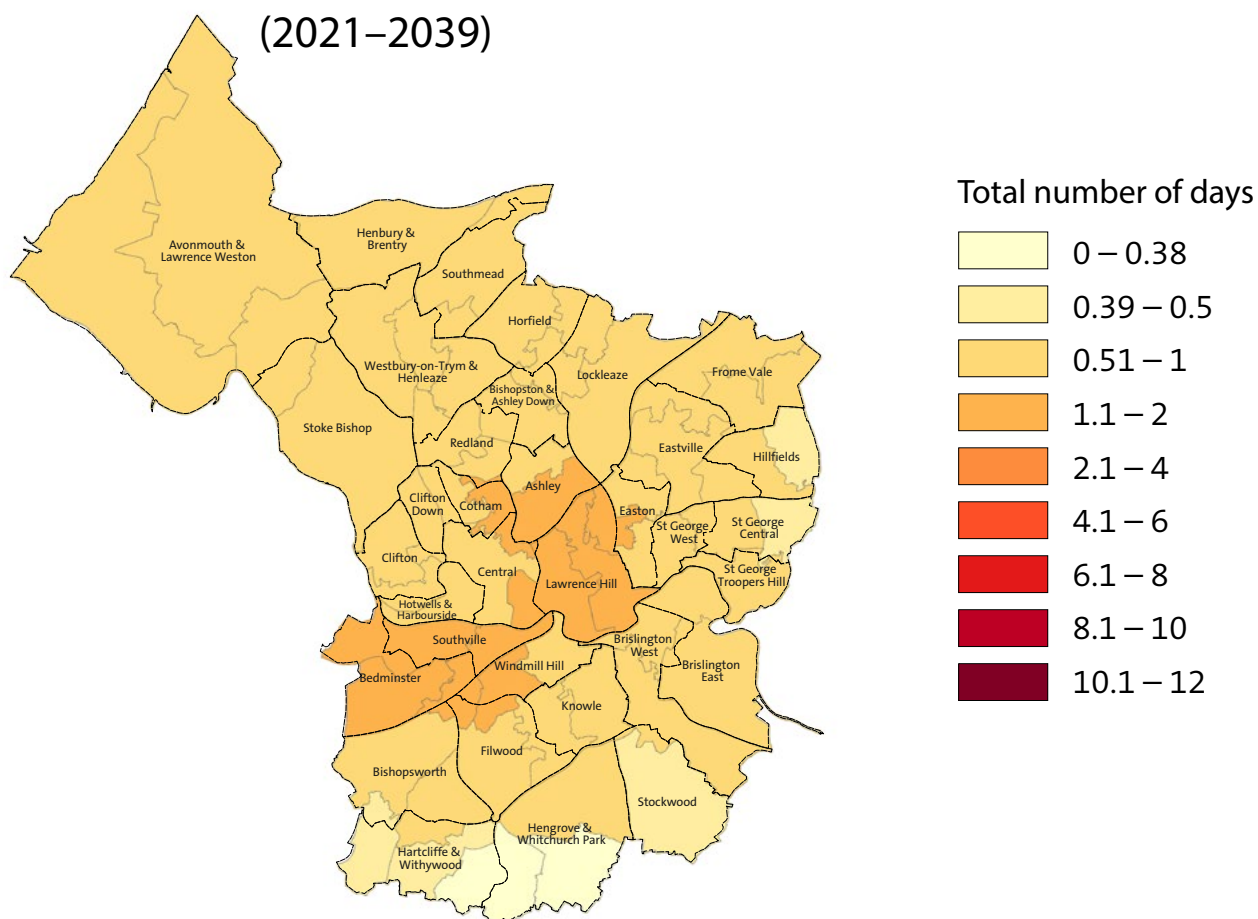 (2021–2039)
Avonmouth &
Lawrence Weston
Henbury &
Brentry
Southmead
Horfield
Westbury-on-Trym &
Henleaze
Lockleaze
Frome Vale
Bishopston &
Ashley Down
Stoke Bishop
Redland
Eastville
Hillfields
Ashley
Clifton
Down
Cotham
Easton
St George
West
St George
Central
Clifton
Central
Lawrence Hill
St George
Troopers Hill
Hotwells &
Harbourside
Southville
Windmill Hill
Brislington
West
Brislington
East
Bedminster
Knowle
Filwood
Bishopsworth
Stockwood
Hengrove &
Whitchurch Park
Hartcliffe &
Withywood
Total number of days
0 – 0.38
0.39 – 0.5
0.51 – 1
1.1 – 2
2.1 – 4
4.1 – 6
6.1 – 8
8.1 – 10
10.1 – 12